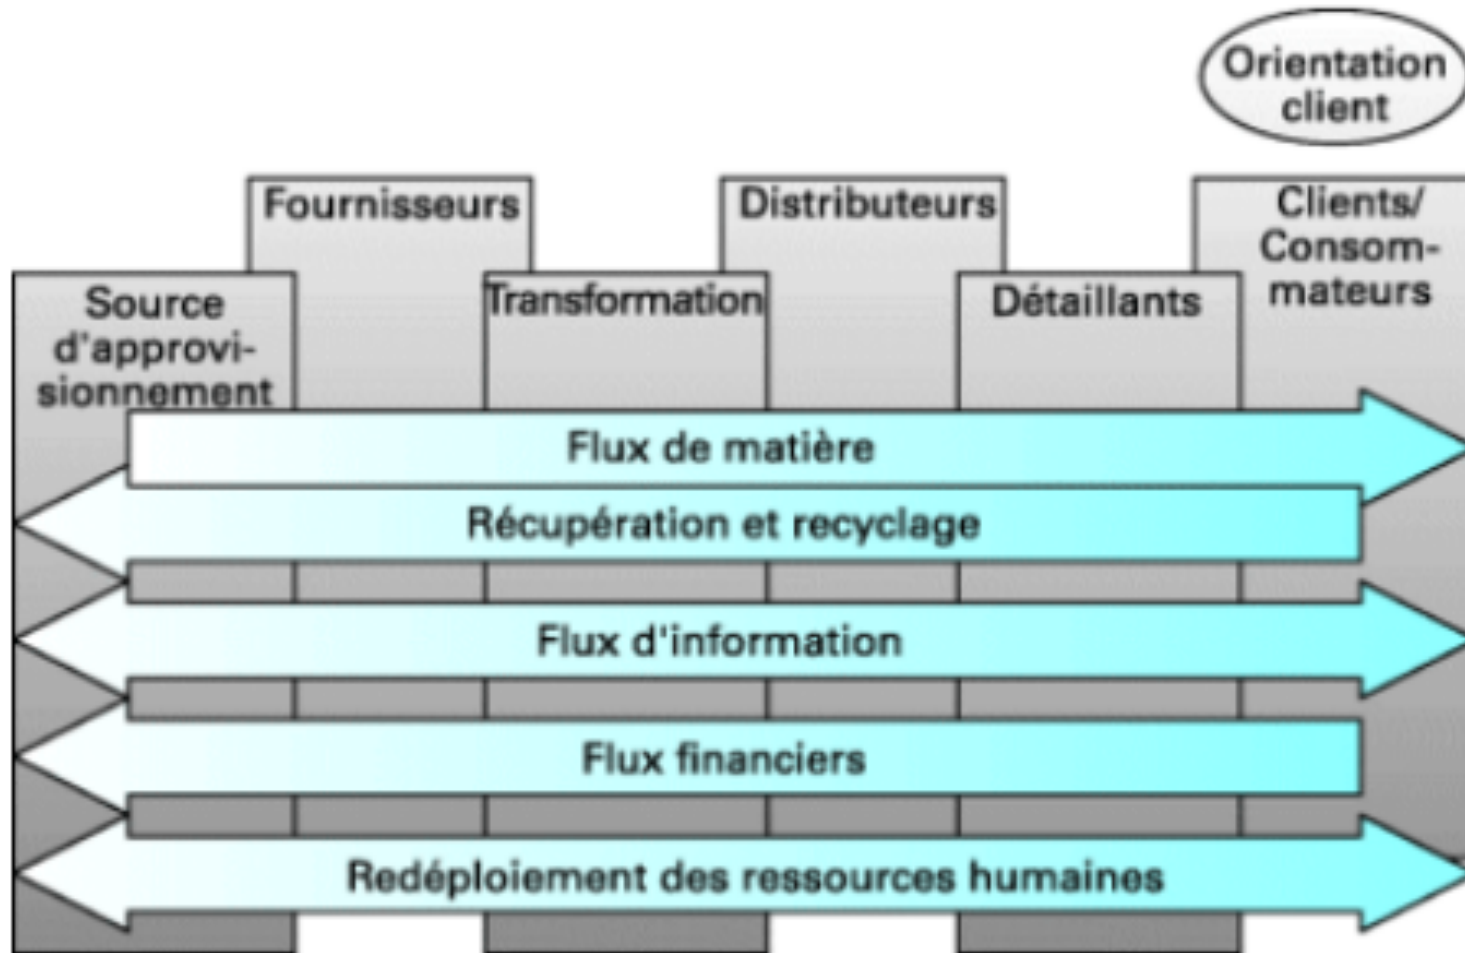 Orientation
client
Fournisseurs
Distributeurs
Clients/
Consom-
mateurs
Source
d'approvi-
sionnement
Transformation
Détaillants
Flux de matière
Récupération et recyclage
Flux d'information
Flux financiers
Redéploiement des ressources humaines